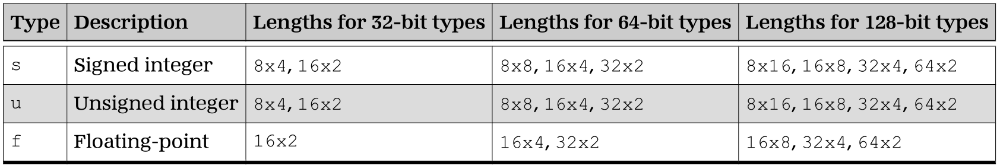 Type Description Lengths for 32-bit types Lengths for 64-bit types Lengths for 128-bit types
s Signed integer 8x4, 16x2 8x8, 16x4, 32x2 8x16, 16x8, 32x4, 64x2
u Unsigned integer 8x4, 16x2 8x8, 16x4, 32x2 8x16, 16x8, 32x4, 64x2
f Floating-point 16x2 16x4, 32x2 16x8, 32x4, 64x2